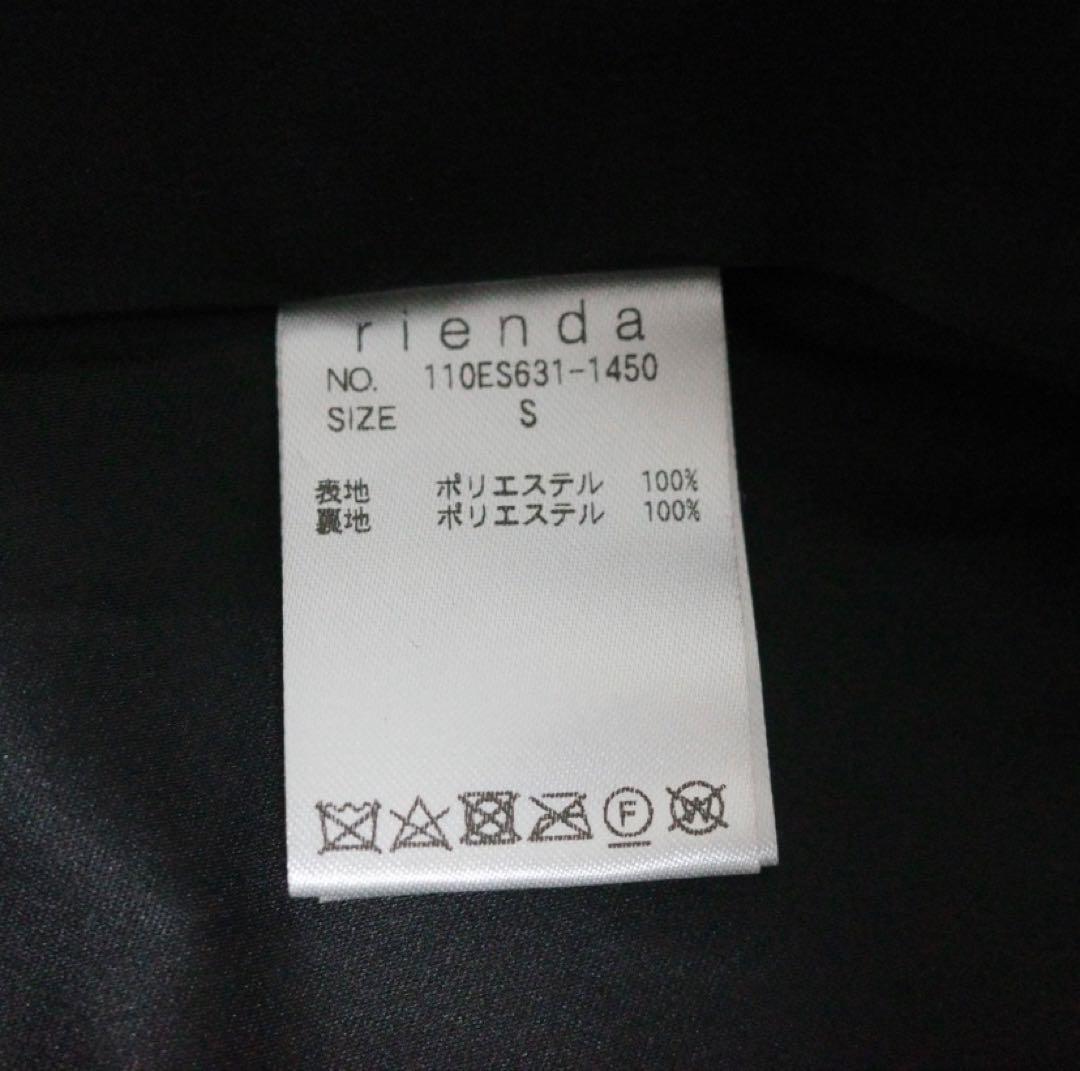 rienda
NO. 110ES631-1450
SIZE S
表地 ポリエステル 100%
裏地 ポリエステル 100%
F W